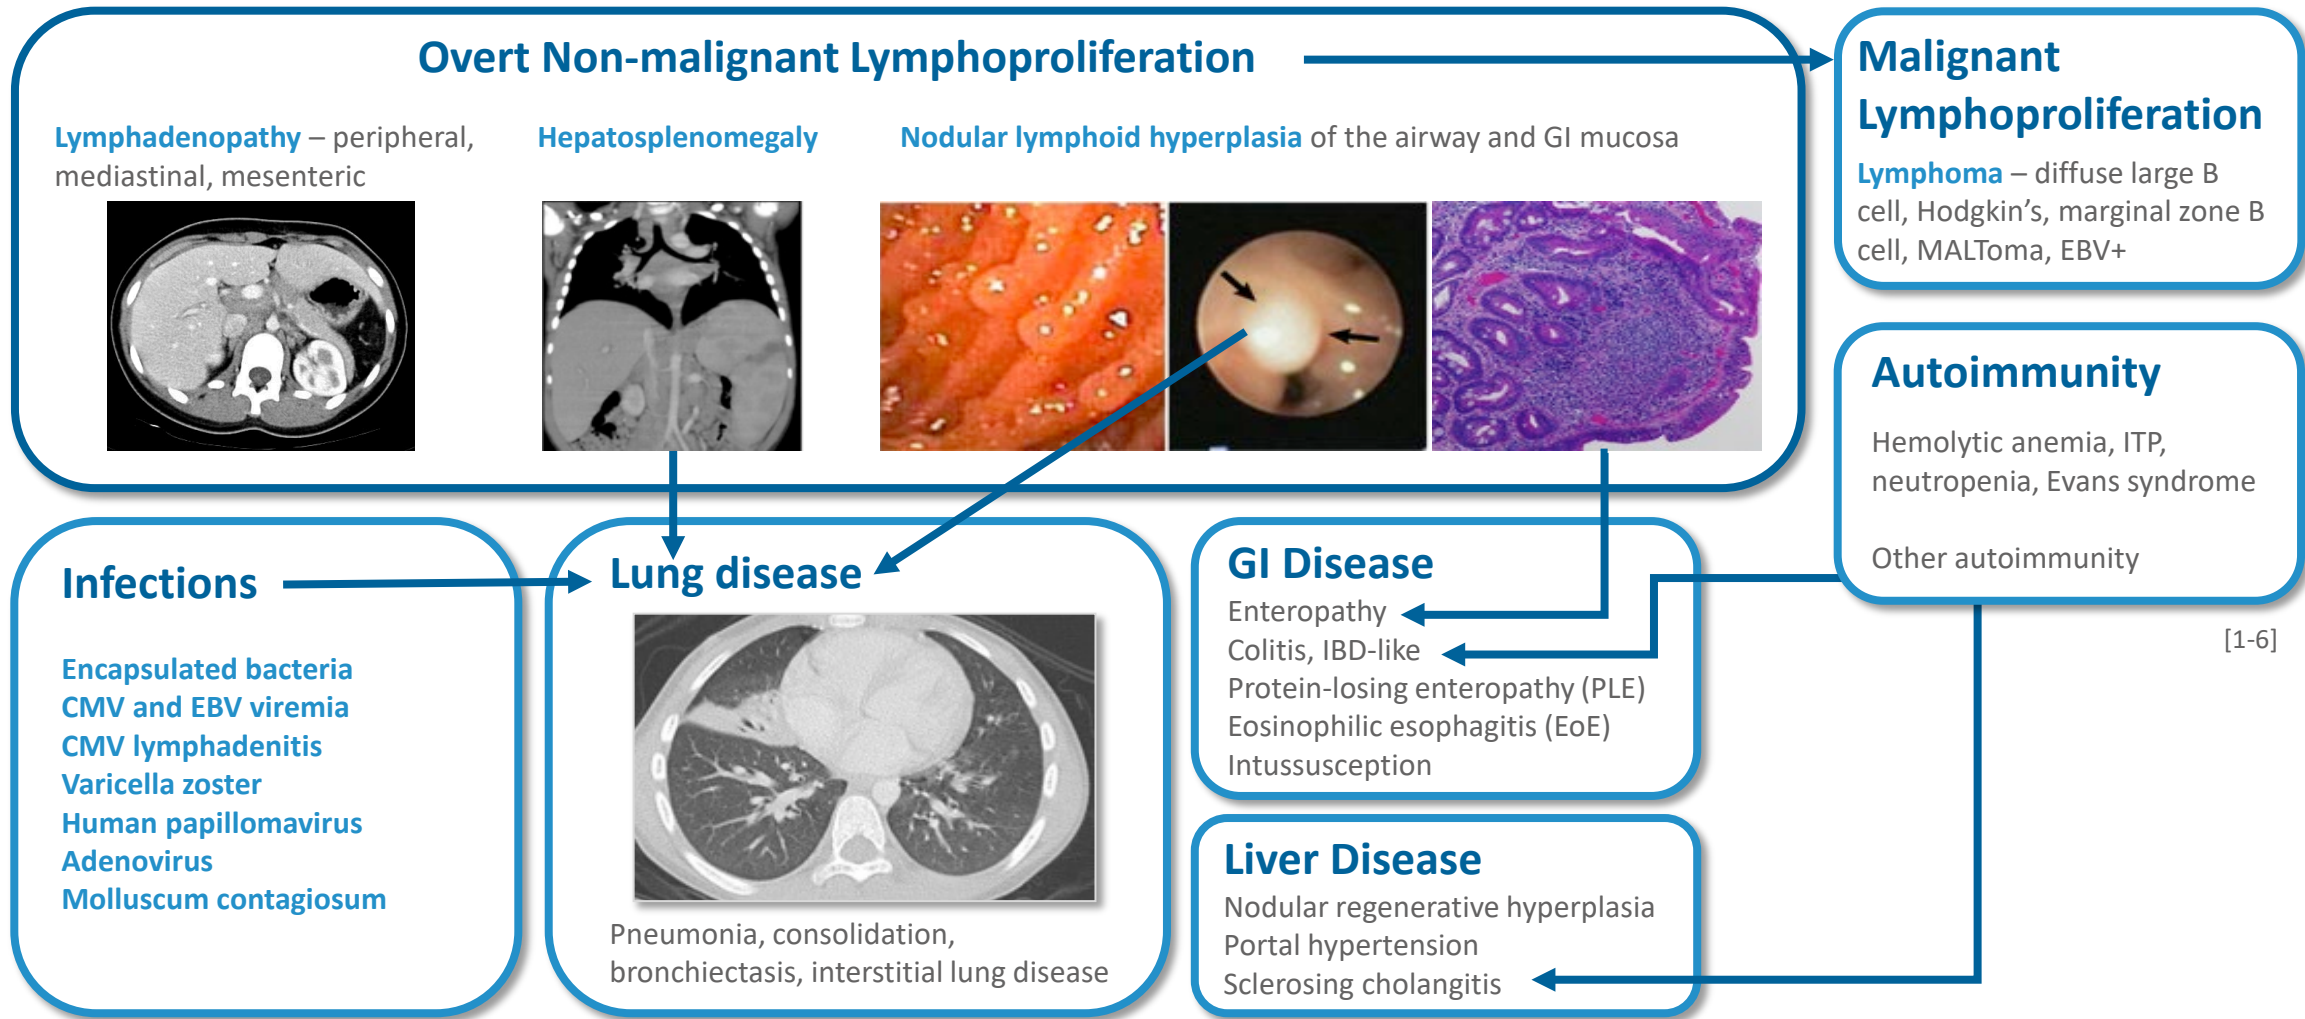 Overt Non-malignant Lymphoproliferation
Lymphadenopathy – peripheral,
mediastinal, mesenteric
Hepatosplenomegaly
Nodular lymphoid hyperplasia of the airway and GI mucosa
Malignant
Lymphoproliferation
Lymphoma – diffuse large B
cell, Hodgkin's, marginal zone B
cell, MALToma, EBV+
Autoimmunity
Hemolytic anemia, ITP,
neutropenia, Evans syndrome
Other autoimmunity
[1-6]
Infections
Encapsulated bacteria
CMV and EBV viremia
CMV lymphadenitis
Varicella zoster
Human papillomavirus
Adenovirus
Molluscum contagiosum
Lung disease
Pneumonia, consolidation,
bronchiectasis, interstitial lung disease
GI Disease
Enteropathy
Colitis, IBD-like
Protein-losing enteropathy (PLE)
Eosinophilic esophagitis (EoE)
Intussusception
Liver Disease
Nodular regenerative hyperplasia
Portal hypertension
Sclerosing cholangitis